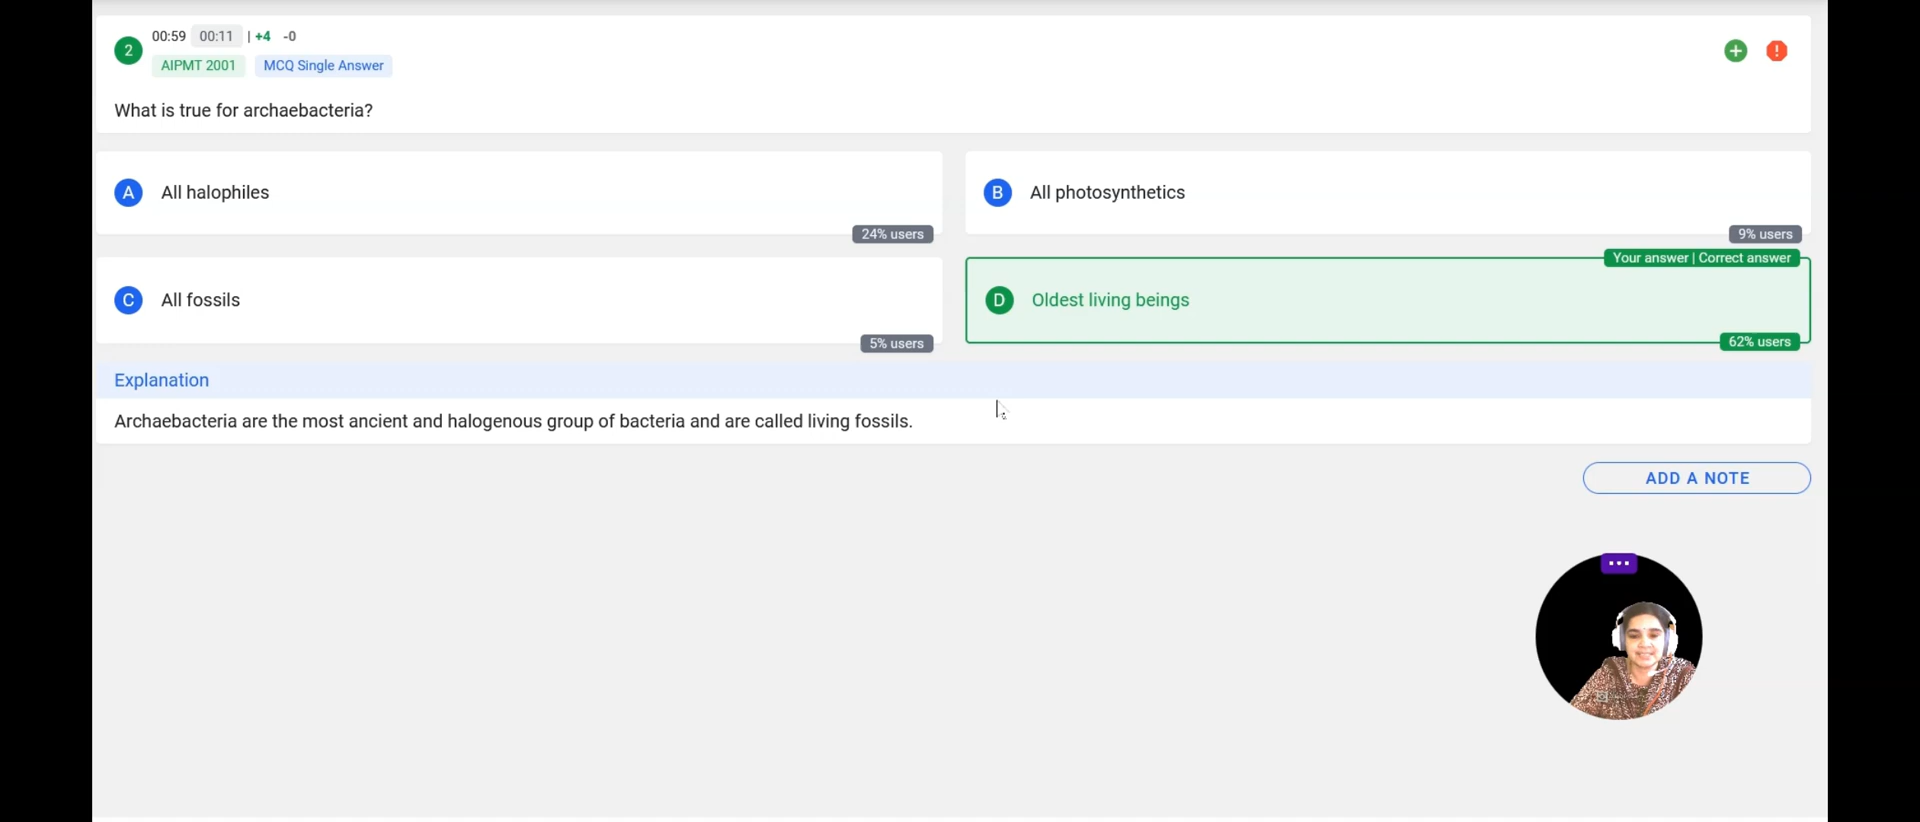 2
00:59 00:11 | +4 -0
AIPMT 2001 MCQ Single Answer
What is true for archaebacteria?
A All halophiles
24% users
B All photosynthetics
9% users
C All fossils
5% users
Your answer | Correct answer
D Oldest living beings
62% users
Explanation
Archaebacteria are the most ancient and halogenous group of bacteria and are called living fossils.
ADD A NOTE